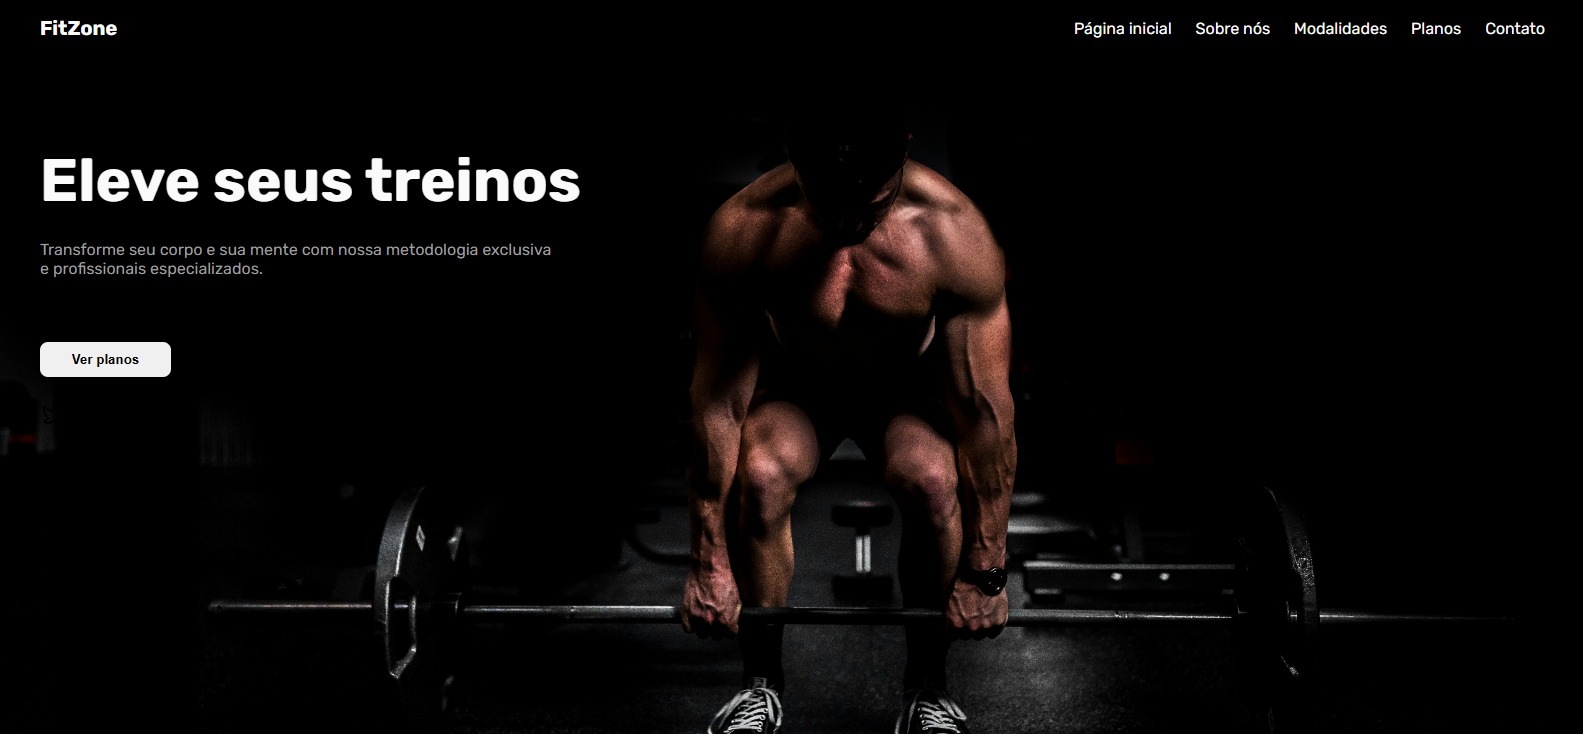 FitZone
Página inicial Sobre nós Modalidades Planos Contato
Eleve seus treinos
Transforme seu corpo e sua mente com nossa metodologia exclusiva
e profissionais especializados.
Ver planos